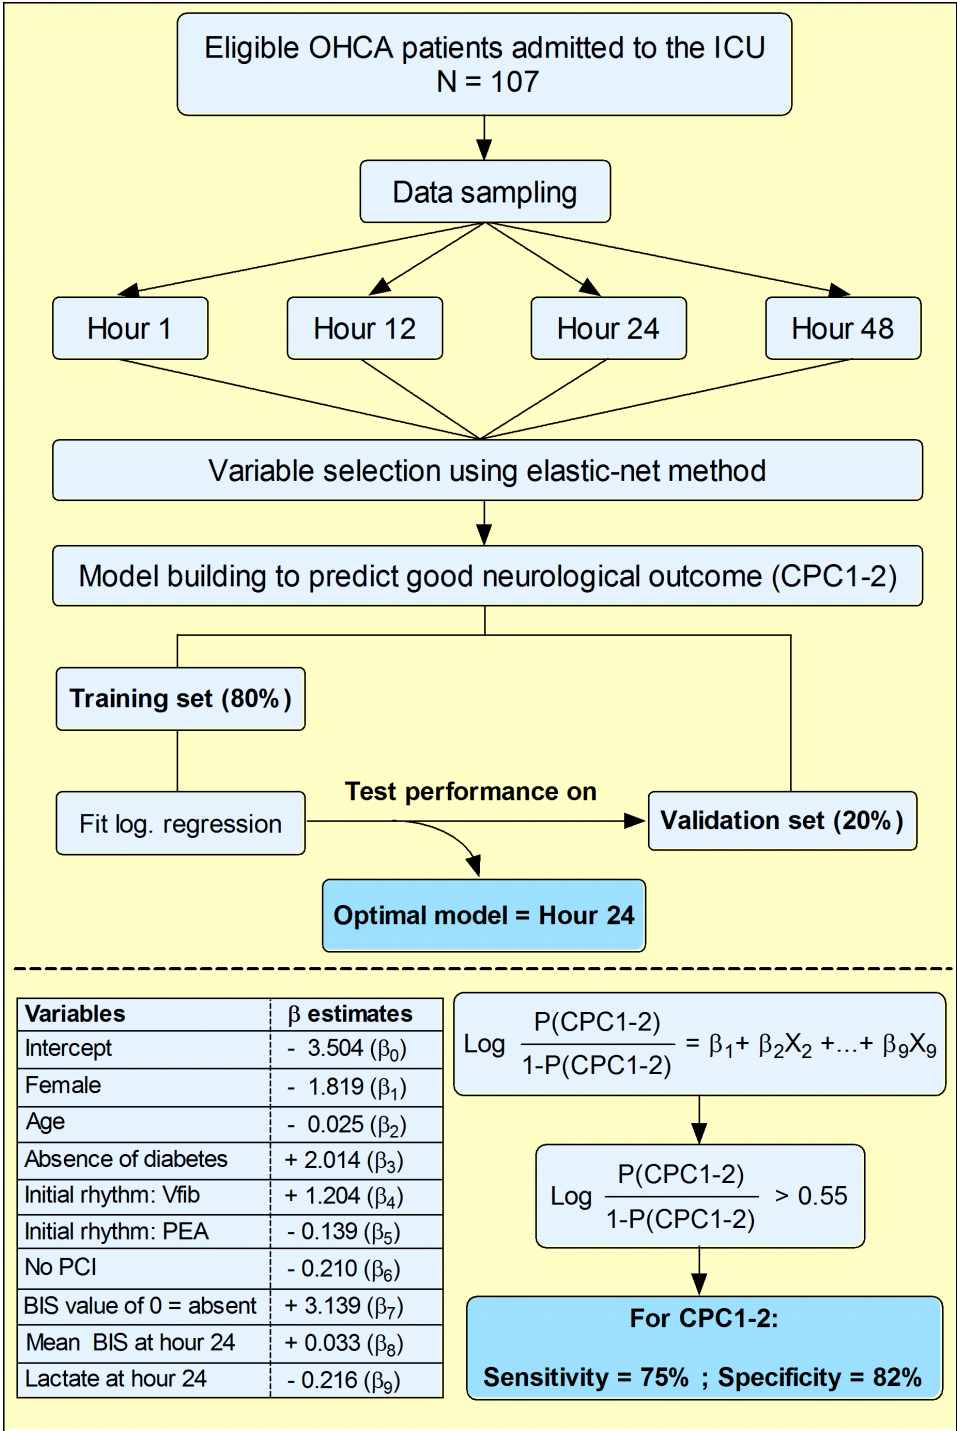 Eligible OHCA patients admitted to the ICU
N = 107
Data sampling
Hour 1
Hour 12
Hour 24
Hour 48
Variable selection using elastic-net method
Model building to predict good neurological outcome (CPC1-2)
Training set (80%)
Fit log. regression
Test performance on
Validation set (20%)
Optimal model = Hour 24
Variables β estimates
Intercept - 3.504 (β0)
Female - 1.819 (β1)
Age - 0.025 (β2)
Absence of diabetes + 2.014 (β3)
Initial rhythm: Vfib + 1.204 (β4)
Initial rhythm: PEA - 0.139 (β5)
No PCI - 0.210 (β6)
BIS value of 0 = absent + 3.139 (β7)
Mean BIS at hour 24 + 0.033 (β8)
Lactate at hour 24 - 0.216 (β9)
Log P(CPC1-2) / 1-P(CPC1-2) = β1+ β2X2 +...+ β9X9
Log P(CPC1-2) / 1-P(CPC1-2) > 0.55
For CPC1-2:
Sensitivity = 75% ; Specificity = 82%